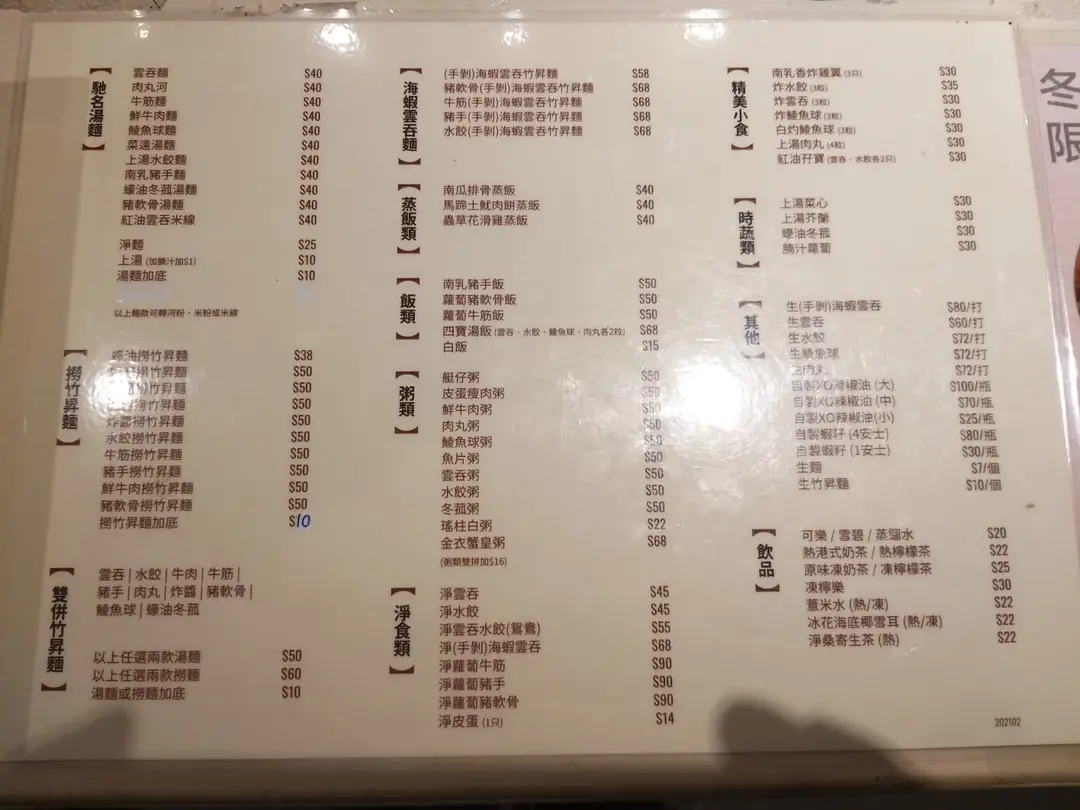 【馳名湯麵】
雲吞麵 $40
肉丸河 $40
牛筋麵 $40
鮮牛肉麵 $40
鯪魚球麵 $40
菜遠湯麵 $40
上湯水餃麵 $40
南乳豬手麵 $40
蠔油冬菰湯麵 $40
豬軟骨湯麵 $40
紅油雲吞米線 $40
淨麵 $25
上湯 (加腩汁加$1) $10
湯麵加底 $10
以上麵款可轉河粉、米粉或米線
【撈竹昇麵】
蠔油撈竹昇麵 $38
撈竹昇麵 $50
撈竹昇麵 $50
撈竹昇麵 $50
炸醬撈竹昇麵 $50
水餃撈竹昇麵 $50
牛筋撈竹昇麵 $50
豬手撈竹昇麵 $50
鮮牛肉撈竹昇麵 $50
豬軟骨撈竹昇麵 $50
撈竹昇麵加底 $10
【雙併竹昇麵】
雲吞|水餃|牛肉|牛筋|
豬手|肉丸|炸醬|豬軟骨|
鯪魚球|蠔油冬菰
以上任選兩款湯麵 $50
以上任選兩款撈麵 $60
湯麵或撈麵加底 $10
【海蝦雲吞麵】
(手剝)海蝦雲吞竹昇麵 $58
豬軟骨(手剝)海蝦雲吞竹昇麵 $68
牛筋(手剝)海蝦雲吞竹昇麵 $68
豬手(手剝)海蝦雲吞竹昇麵 $68
水餃(手剝)海蝦雲吞竹昇麵 $68
【蒸飯類】
南瓜排骨蒸飯 $40
馬蹄土魷肉餅蒸飯 $40
蟲草花滑雞蒸飯 $40
【飯類】
南乳豬手飯 $50
蘿蔔豬軟骨飯 $50
蘿蔔牛筋飯 $50
四寶湯飯 (雲吞、水餃、鯪魚球、肉丸各2粒) $68
白飯 $15
【粥類】
艇仔粥 $50
皮蛋瘦肉粥 $50
鮮牛肉粥 $50
肉丸粥 $50
鯪魚球粥 $50
魚片粥 $50
雲吞粥 $50
水餃粥 $50
冬菰粥 $50
瑤柱白粥 $22
金衣蟹皇粥 $68
(粥類雙拼加$16)
【淨食類】
淨雲吞 $45
淨水餃 $45
淨雲吞水餃(鴛鴦) $55
淨(手剝)海蝦雲吞 $68
淨蘿蔔牛筋 $90
淨蘿蔔豬手 $90
淨蘿蔔豬軟骨 $90
淨皮蛋 (1只) $14
【精美小食】
南乳香炸雞翼 (3只) $30
炸水餃 (3粒) $35
炸雲吞 (3粒) $30
炸鯪魚球 (3粒) $30
白灼鯪魚球 (3粒) $30
上湯肉丸 (4粒) $30
紅油孖寶 (雲吞、水餃各2只) $30
【時蔬類】
上湯菜心 $30
上湯芥蘭 $30
蠔油冬菰 $30
腩汁蘿蔔 $30
【其他】
生(手剝)海蝦雲吞 $80/打
生雲吞 $60/打
生水餃 $72/打
生鯪魚球 $72/打
生肉丸 $72/打
自製XO辣椒油 (大) $100/瓶
自製XO辣椒油 (中) $70/瓶
自製XO辣椒油(小) $25/瓶
自製蝦籽 (4安士) $80/瓶
自製蝦籽 (1安士) $30/瓶
生麵 $7/個
生竹昇麵 $10/個
【飲品】
可樂 / 雪碧 / 蒸餾水 $20
熱港式奶茶 / 熱檸檬茶 $22
原味凍奶茶 / 凍檸檬茶 $25
凍檸樂 $30
薏米水 (熱/凍) $22
冰花海底椰雪耳 (熱/凍) $22
淨桑寄生茶 (熱) $22
202102
冬
限